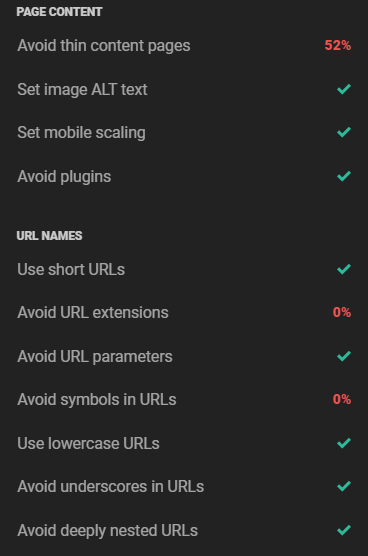 PAGE CONTENT
Avoid thin content pages 52%
Set image ALT text
Set mobile scaling
Avoid plugins
URL NAMES
Use short URLs
Avoid URL extensions 0%
Avoid URL parameters
Avoid symbols in URLs 0%
Use lowercase URLs
Avoid underscores in URLs
Avoid deeply nested URLs